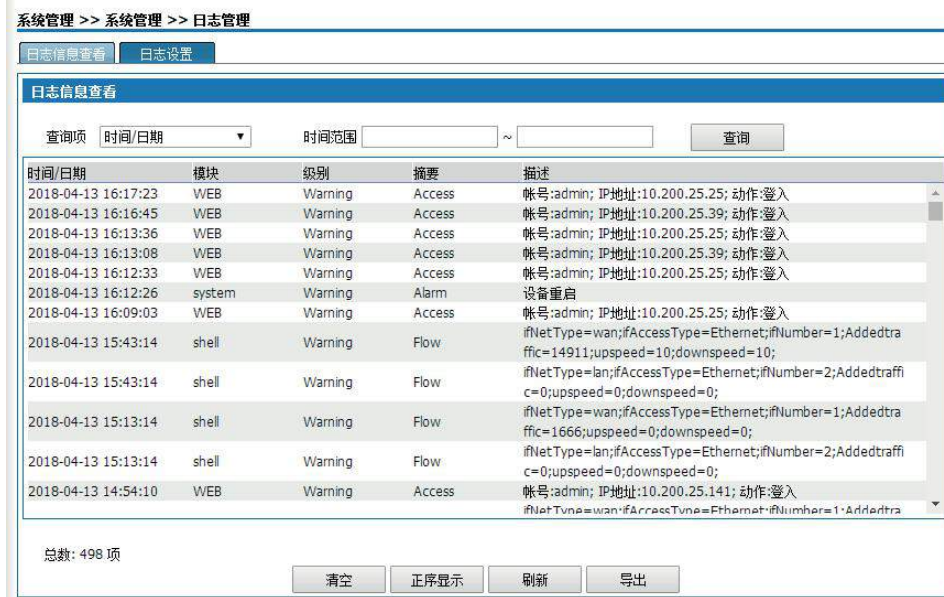 系统管理 >> 系统管理 >> 日志管理
日志信息查看 日志设置
日志信息查看
查询项 时间/日期 时间范围 ~ 查询
时间/日期 模块 级别 摘要 描述
2018-04-13 16:17:23 WEB Warning Access 帐号:admin; IP地址:10.200.25.25; 动作:登入
2018-04-13 16:16:45 WEB Warning Access 帐号:admin; IP地址:10.200.25.39; 动作:登入
2018-04-13 16:13:36 WEB Warning Access 帐号:admin; IP地址:10.200.25.25; 动作:登入
2018-04-13 16:13:08 WEB Warning Access 帐号:admin; IP地址:10.200.25.39; 动作:登入
2018-04-13 16:12:33 WEB Warning Access 帐号:admin; IP地址:10.200.25.25; 动作:登入
2018-04-13 16:12:26 system Warning Alarm 设备重启
2018-04-13 16:09:03 WEB Warning Access 帐号:admin; IP地址:10.200.25.25; 动作:登入
2018-04-13 15:43:14 shell Warning Flow ifNetType=wan;ifAccessType=Ethernet;ifNumber=1;Addedtra
ffic=14911;upspeed=10;downspeed=10;
2018-04-13 15:43:14 shell Warning Flow ifNetType=lan;ifAccessType=Ethernet;ifNumber=2;Addedtraffi
c=0;upspeed=0;downspeed=0;
2018-04-13 15:13:14 shell Warning Flow ifNetType=wan;ifAccessType=Ethernet;ifNumber=1;Addedtra
ffic=1666;upspeed=0;downspeed=0;
2018-04-13 15:13:14 shell Warning Flow ifNetType=lan;ifAccessType=Ethernet;ifNumber=2;Addedtraffi
c=0;upspeed=0;downspeed=0;
2018-04-13 14:54:10 WEB Warning Access 帐号:admin; IP地址:10.200.25.141; 动作:登入
ifNetType=wan;ifAccessType=Ethernet;ifNumber=1;Addedtra
总数: 498 项
清空 正序显示 刷新 导出